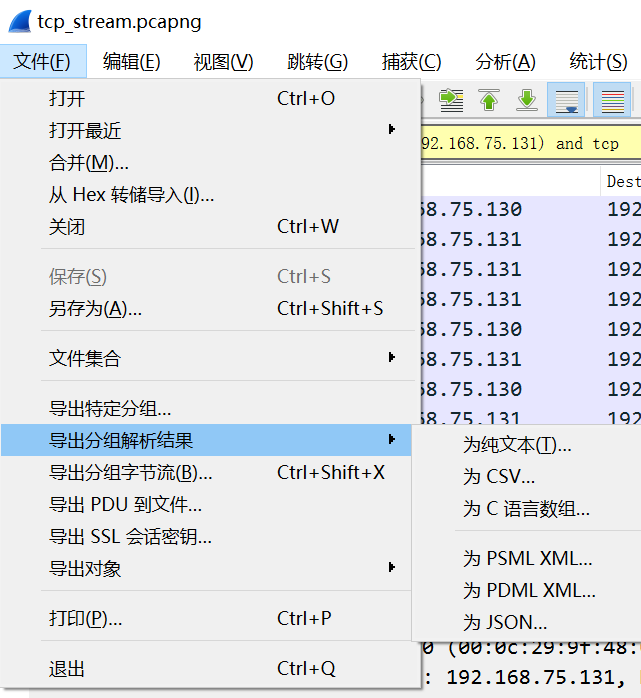 tcp_stream.pcapng
文件(F) 编辑(E) 视图(V) 跳转(G) 捕获(C) 分析(A) 统计(S)
打开 Ctrl+O
打开最近
合并(M)...
92.168.75.131) and tcp
从 Hex 转储导入(I)...
Dest
关闭 Ctrl+W
68.75.130 192
68.75.131 192
保存(S) Ctrl+S
68.75.131 192
另存为(A)... Ctrl+Shift+S
68.75.131 192
68.75.130 192
文件集合
68.75.131 192
68.75.130 192
导出特定分组...
68.75.131 192
导出分组解析结果
为纯文本(T)...
导出分组字节流(B)... Ctrl+Shift+X
为 CSV...
导出 PDU 到文件...
为 C 语言数组...
导出 SSL 会话密钥...
为 PSML XML...
导出对象
为 PDML XML...
打印(P)... Ctrl+P
为 JSON...
0 (00:0c:29:9f:48:
退出 Ctrl+Q
: 192.168.75.131,